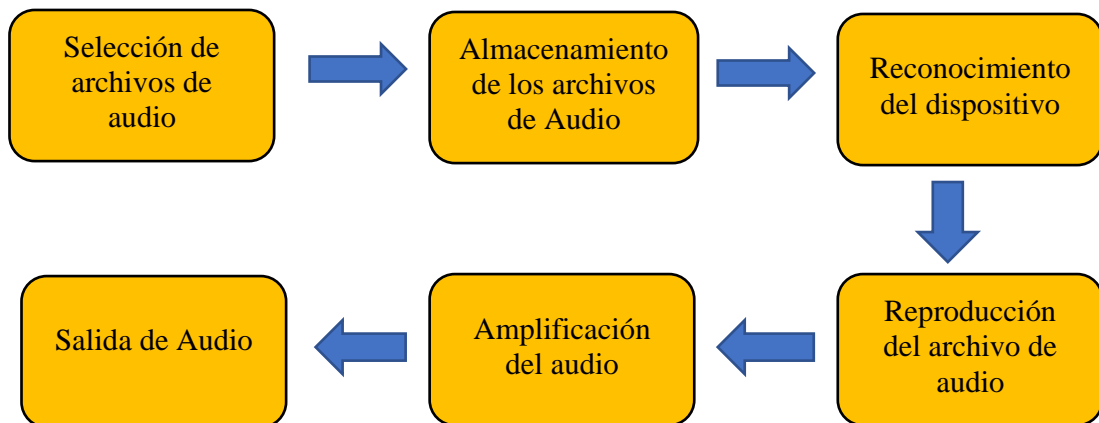 Selección de
archivos de
audio
Almacenamiento
de los archivos
de Audio
Reconocimiento
del dispositivo
Reproducción
del archivo de
audio
Amplificación
del audio
Salida de Audio